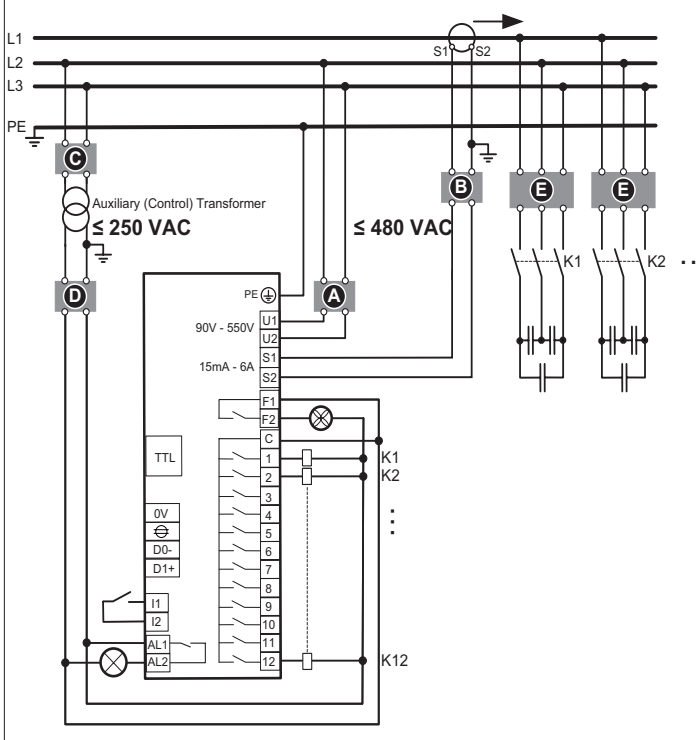 L1
S1 S2
L2
L3
PE
C
B
E
E
Auxiliary (Control) Transformer
≤ 250 VAC
≤ 480 VAC
K1
K2
D
A
PE
90V - 550V
U1
U2
15mA - 6A
S1
S2
F1
F2
C
TTL
1
K1
2
K2
3
0V
4
5
D0-
6
D1+
7
8
I1
9
I2
10
AL1
11
AL2
12
K12